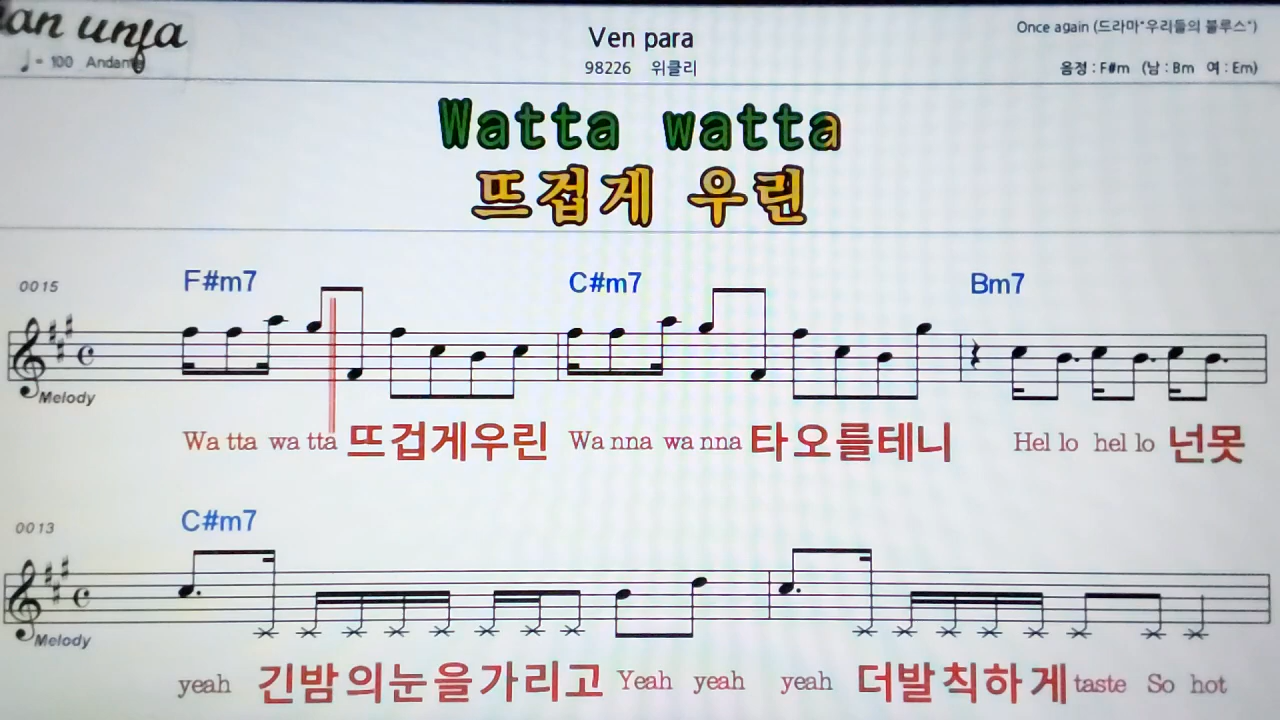 an unja
♩= 100 Andan
Ven para
98226 위클리
Once again (드라마"우리들의 블루스")
음정 : F#m (남 : Bm 여 : Em)
Watta watta
뜨겁게 우린
0015 F#m7 C#m7 Bm7
Melody
Wa tta wa tta 뜨겁게우린 Wa nna wa nna 타오를테니 Hel lo hel lo 넌못
0013 C#m7
Melody
yeah 긴밤의눈을가리고 Yeah yeah yeah 더발칙하게 taste So hot